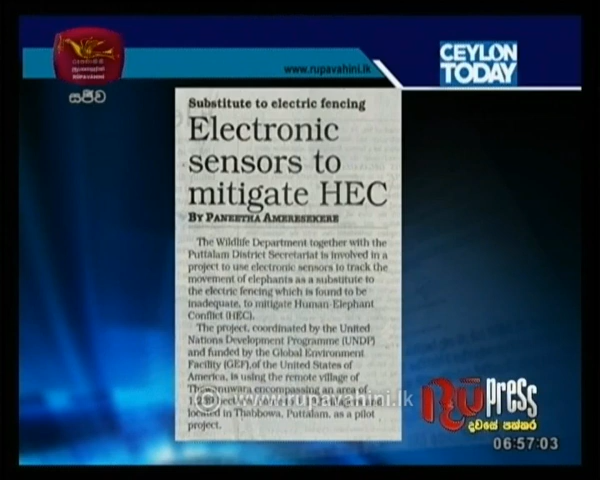 www.rupavahini.lk
CEYLON
TODAY
සජීව
Substitute to electric fencing
Electronic
sensors to
mitigate HEC
BY PANEETHA AMERESEKERE
The Wildlife Department together with the
Puttalam District Secretariat is involved in a
project to use electronic sensors to track the
movement of elephants as a substitute to
the electric fencing which is found to be
inadequate, to mitigate Human-Elephant
Conflict (HEC).
The project, coordinated by the United
Nations Development Programme (UNDP)
and funded by the Global Environment
Facility (GEF) of the United States of
America, is using the remote village of
encompassing an area of
© www.rupavahini.lk
located in Thabbowa, Puttalam, as a pilot
project.
රූප press
දවසේ පත්තර
06:57:03